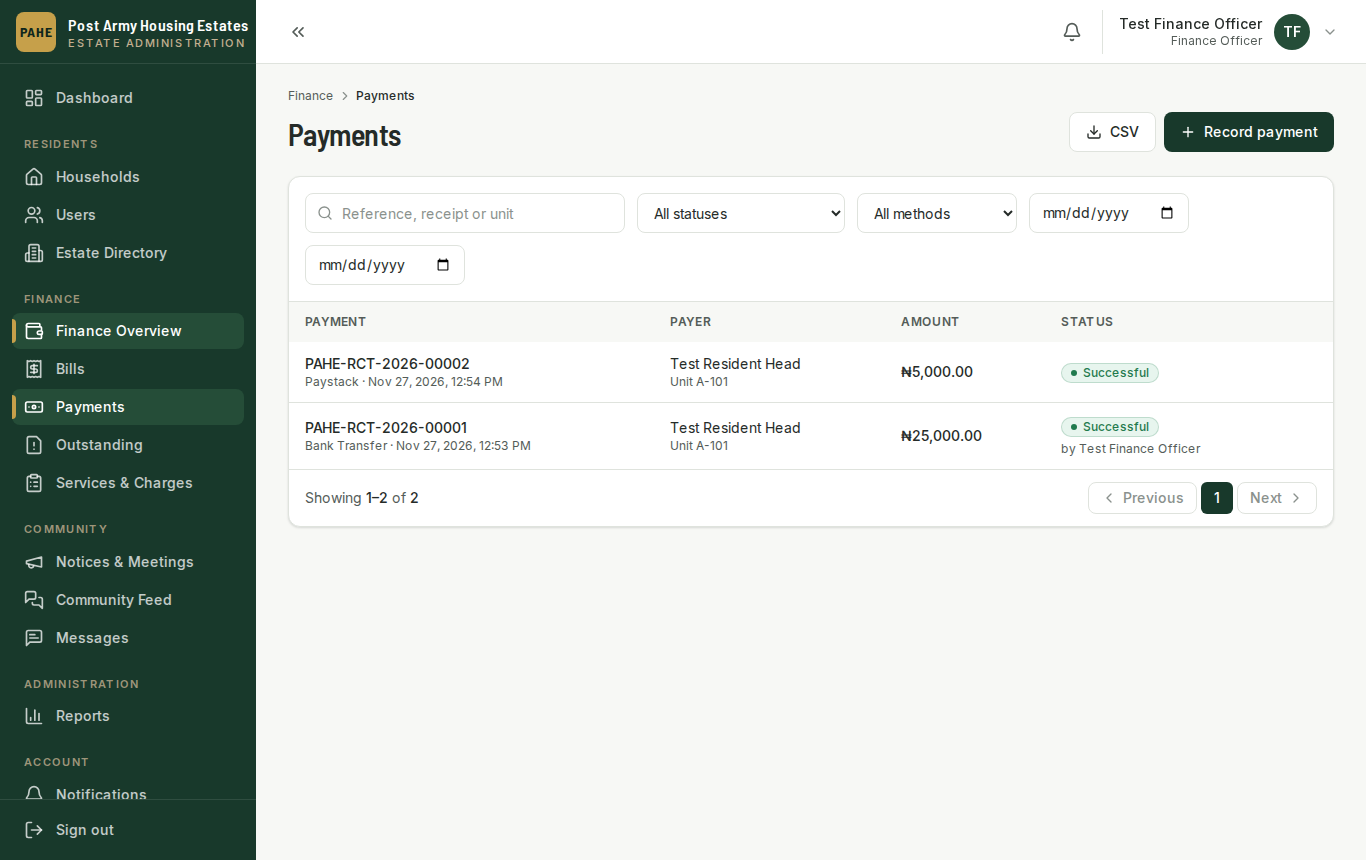 PAHE
Post Army Housing Estates
ESTATE ADMINISTRATION
Dashboard
RESIDENTS
Households
Users
Estate Directory
FINANCE
Finance Overview
Bills
Payments
Outstanding
Services & Charges
COMMUNITY
Notices & Meetings
Community Feed
Messages
ADMINISTRATION
Reports
ACCOUNT
Notifications
Sign out
Test Finance Officer
Finance Officer
TF
Finance > Payments
Payments
CSV
Record payment
Reference, receipt or unit
All statuses
All methods
mm/dd/yyyy
mm/dd/yyyy
PAYMENT PAYER AMOUNT STATUS
PAHE-RCT-2026-00002 Test Resident Head ₦5,000.00 Successful
Paystack · Nov 27, 2026, 12:54 PM Unit A-101
PAHE-RCT-2026-00001 Test Resident Head ₦25,000.00 Successful
Bank Transfer · Nov 27, 2026, 12:53 PM Unit A-101 by Test Finance Officer
Showing 1–2 of 2
Previous 1 Next